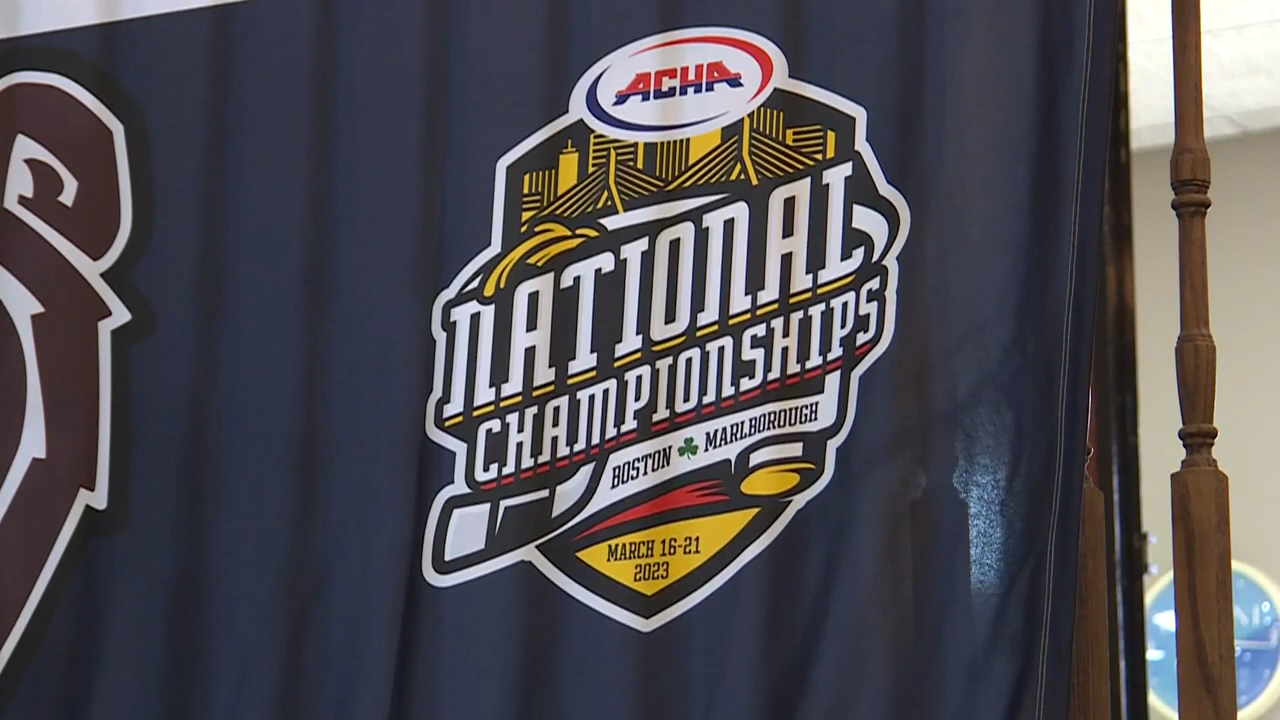 ACHA
NATIONAL
CHAMPIONSHIPS
BOSTON MARLBOROUGH
MARCH 16-21
2023